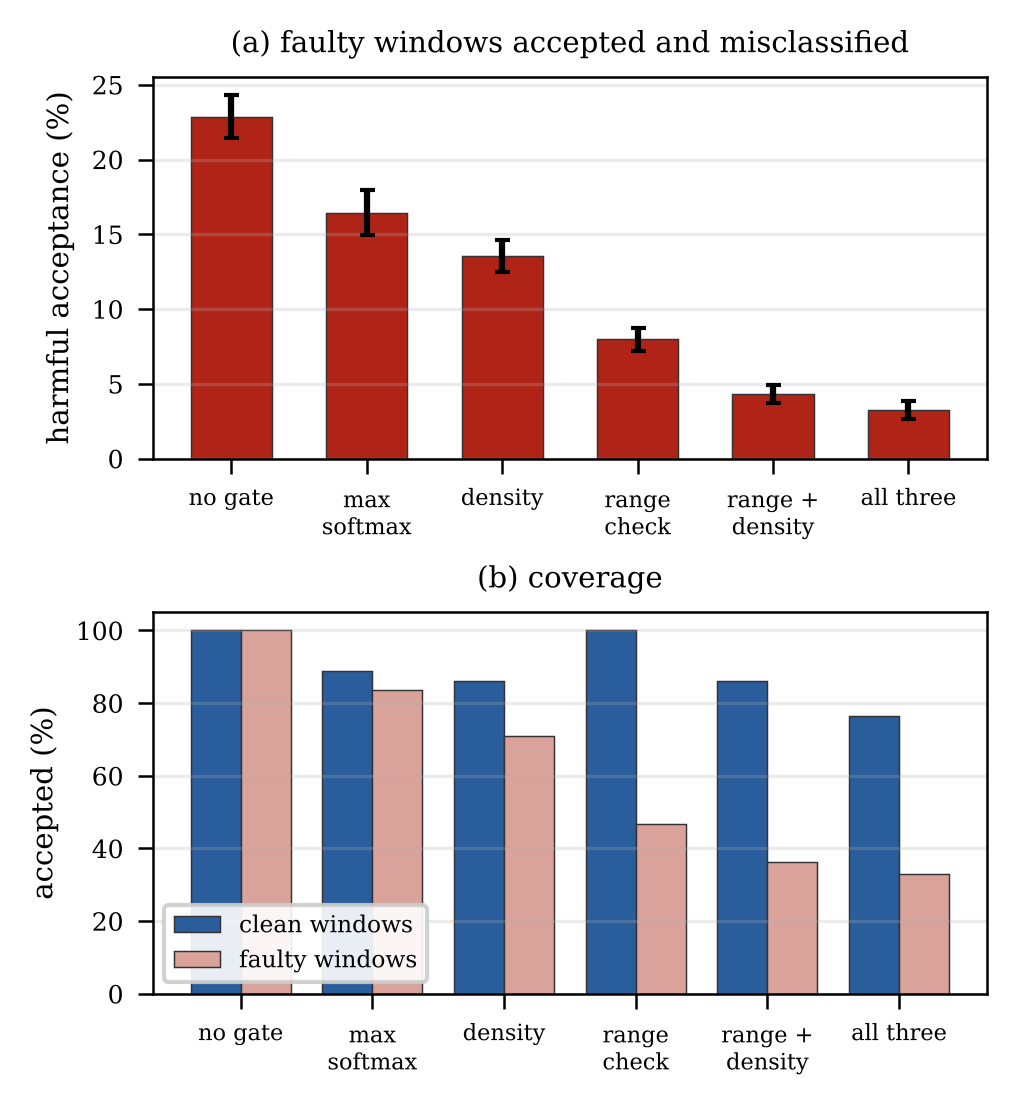 (a) faulty windows accepted and misclassified
harmful acceptance (%)
25
20
15
10
5
0
no gate
max
softmax
density
range
check
range +
density
all three
(b) coverage
accepted (%)
100
80
60
40
20
0
clean windows
faulty windows
no gate
max
softmax
density
range
check
range +
density
all three